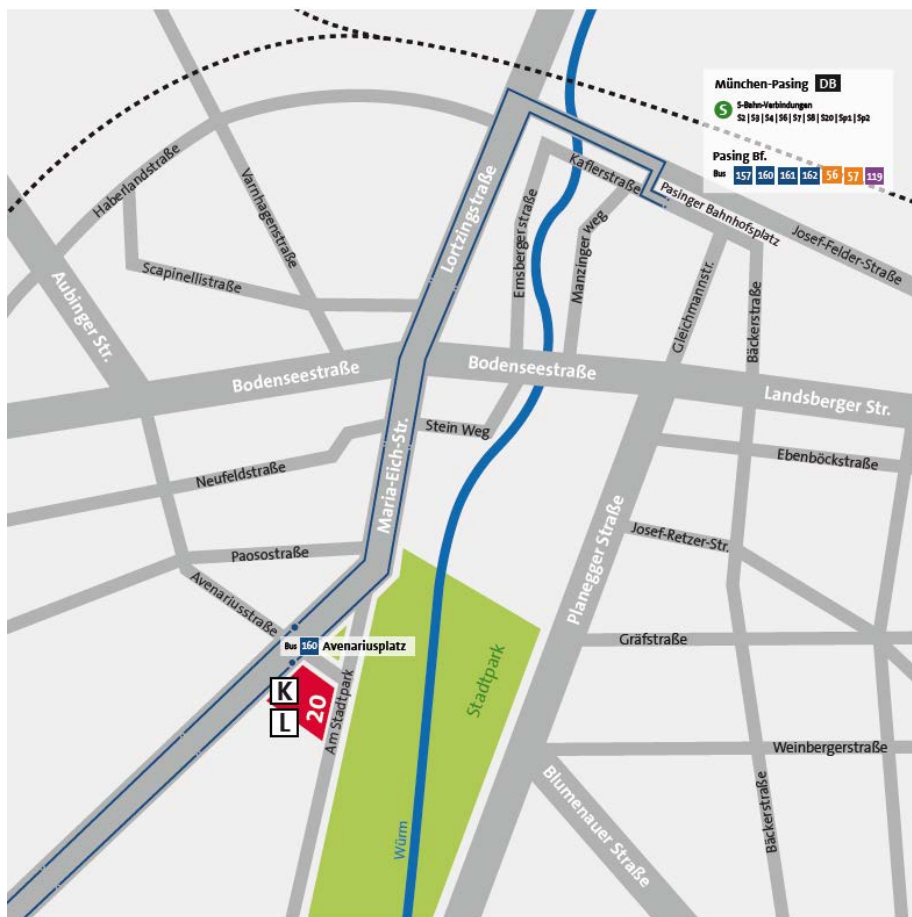 München-Pasing DB
S S-Bahn-Verbindungen
S2 | S3 | S4 | S6 | S7 | S8 | S20 | Sp1 | Sp2
Pasing Bf.
Bus 157 160 161 162 56 57 119
Haberlandstraße
Varnhagenstraße
Lortzingstraße
Kaflerstraße
Pasinger Bahnhofsplatz
Josef-Felder-Straße
Scapinellistraße
Ernsberger straße
Manzinger weg
Gleichmannstr.
Bäckerstraße
Aubinger Str.
Bodenseestraße
Bodenseestraße
Landsberger Str.
Stein Weg
Neufeldstraße
Maria-Eich-Str.
Ebenböckstraße
Paosostraße
Josef-Retzer-Str.
Planegger Straße
Avenariusstraße
Bus 160 Avenariusplatz
Gräfstraße
K
L
20
Am Stadtpark
Stadtpark
Weinbergerstraße
Blumenauer Straße
Bäckerstraße
Würm